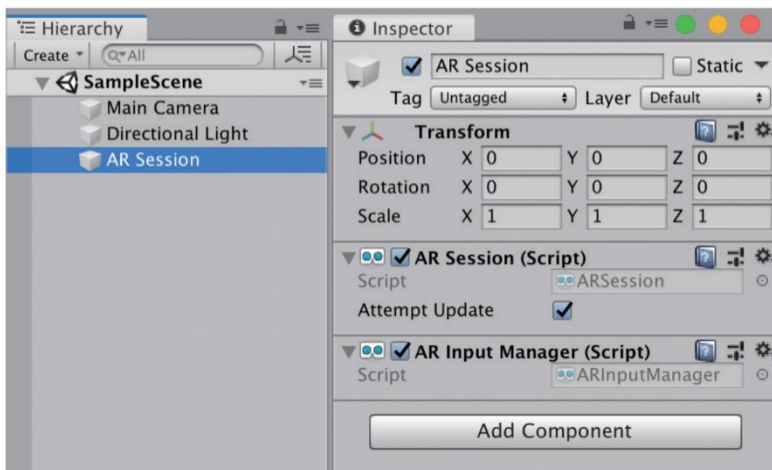 Hierarchy
Create All
SampleScene
Main Camera
Directional Light
AR Session
Inspector
AR Session Static
Tag Untagged Layer Default
Transform
Position X 0 Y 0 Z 0
Rotation X 0 Y 0 Z 0
Scale X 1 Y 1 Z 1
AR Session (Script)
Script ARSession
Attempt Update
AR Input Manager (Script)
Script ARInputManager
Add Component